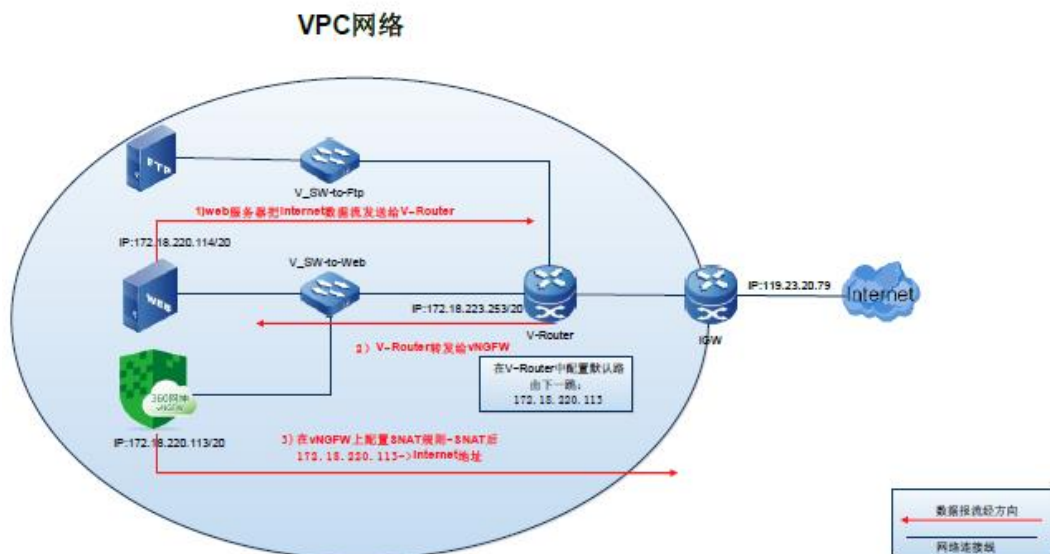 VPC网络
FTP
V_SW-to-Ftp
1)web服务器把Internet数据流发送给V-Router
IP:172.18.220.114/20
V_SW-to-Web
WEB
IP:172.18.223.253/20
V-Router
IGW
IP:119.23.20.79
Internet
2）V-Router转发给vNGFW
在V-Router中配置默认路
由下一跳：
172.18.220.113
360网神
vNGFW
IP:172.18.220.113/20
3）在vNGFW上配置SNAT规则-SNAT后
172.18.220.113->Internet地址
数据报流经方向
网络连接线